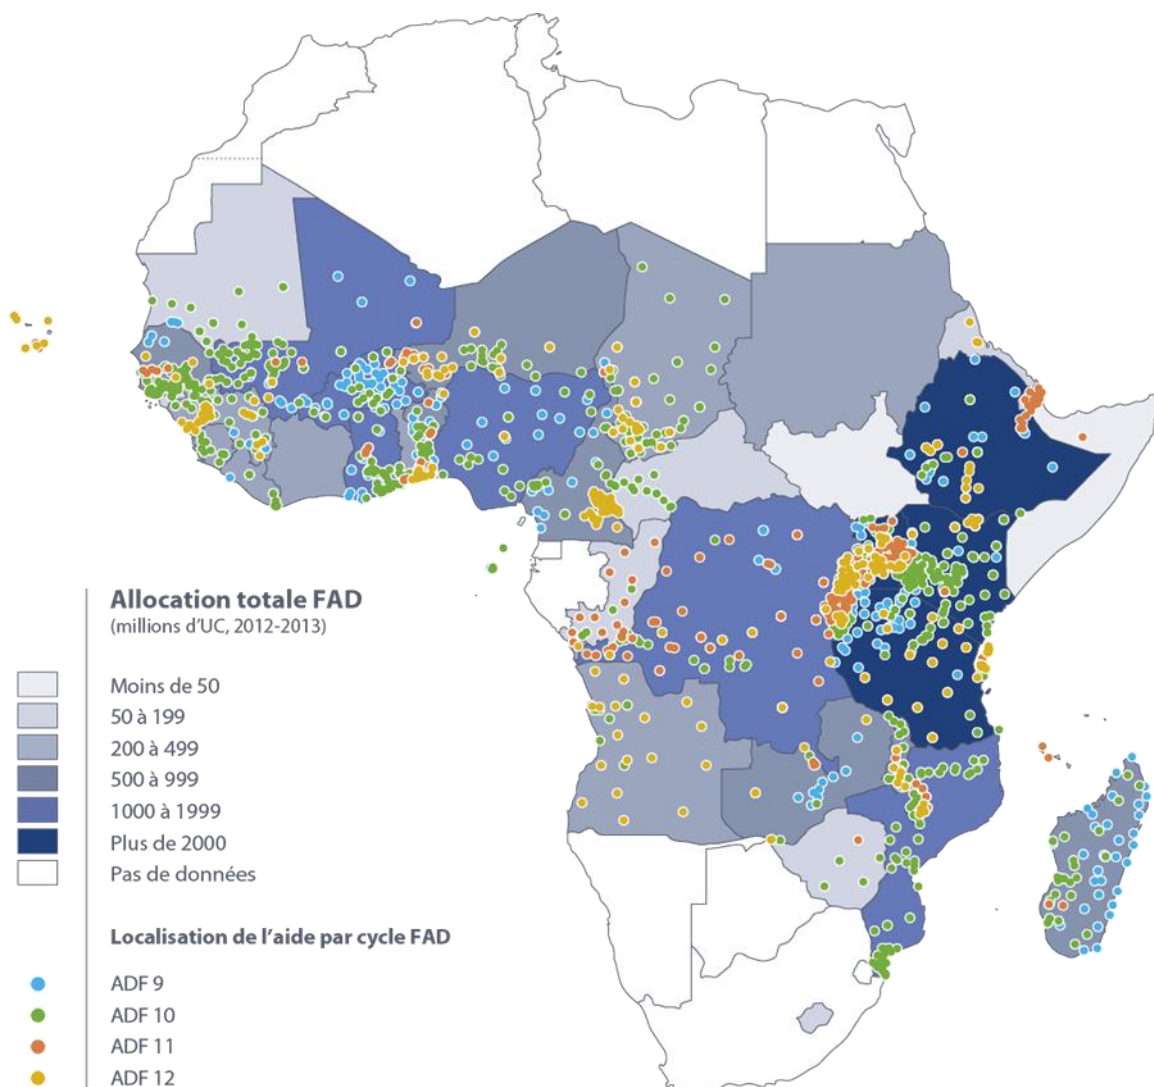 Allocation totale FAD
(millions d’UC, 2012-2013)
Moins de 50
50 à 199
200 à 499
500 à 999
1000 à 1999
Plus de 2000
Pas de données
Localisation de l’aide par cycle FAD
ADF 9
ADF 10
ADF 11
ADF 12